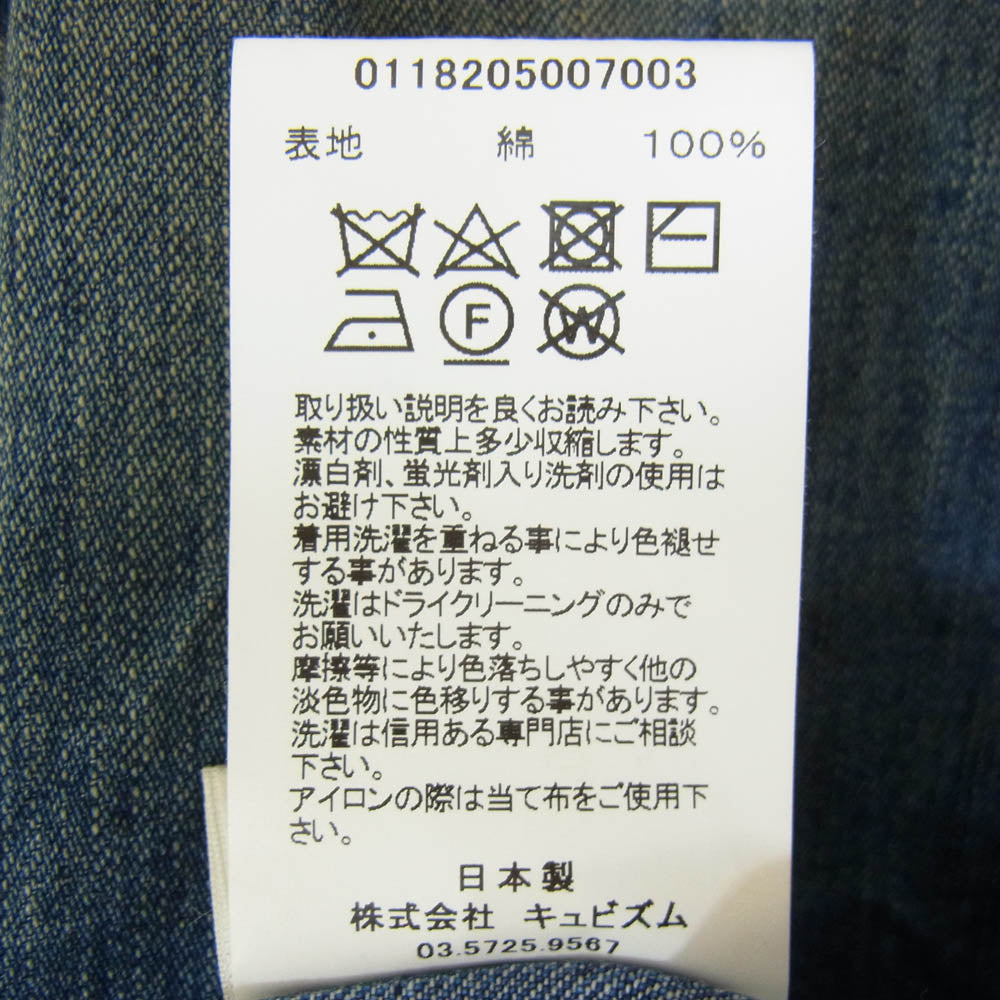 0118205007003
表地 綿 100%
F
W
取り扱い説明を良くお読み下さい。
素材の性質上多少収縮します。
漂白剤、蛍光剤入り洗剤の使用は
お避け下さい。
着用洗濯を重ねる事により色褪せ
する事があります。
洗濯はドライクリーニングのみで
お願いいたします。
摩擦等により色落ちしやすく他の
淡色物に色移りする事があります。
洗濯は信用ある専門店にご相談
下さい。
アイロンの際は当て布をご使用下
さい。
日本製
株式会社 キュビズム
03.5725.9567